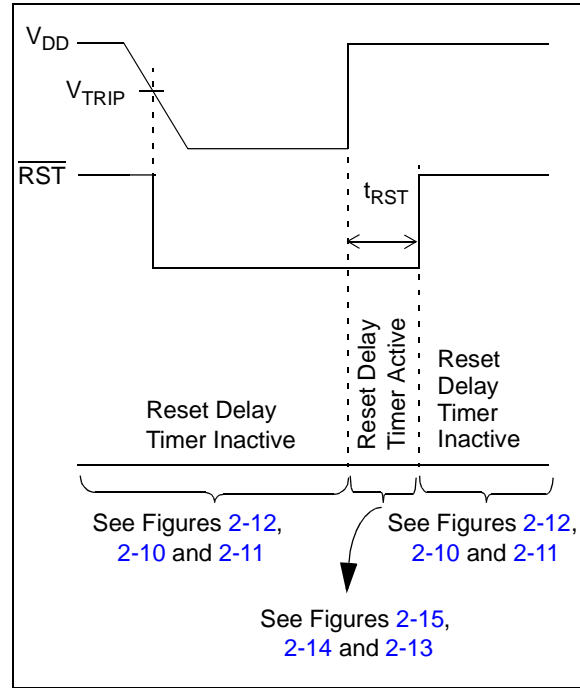 VDD
VTRIP
RST
tRST
Reset Delay
Timer Inactive
Reset Delay
Timer Active
Reset
Delay
Timer
Inactive
See Figures 2-12,
2-10 and 2-11
See Figures 2-12,
2-10 and 2-11
See Figures 2-15,
2-14 and 2-13